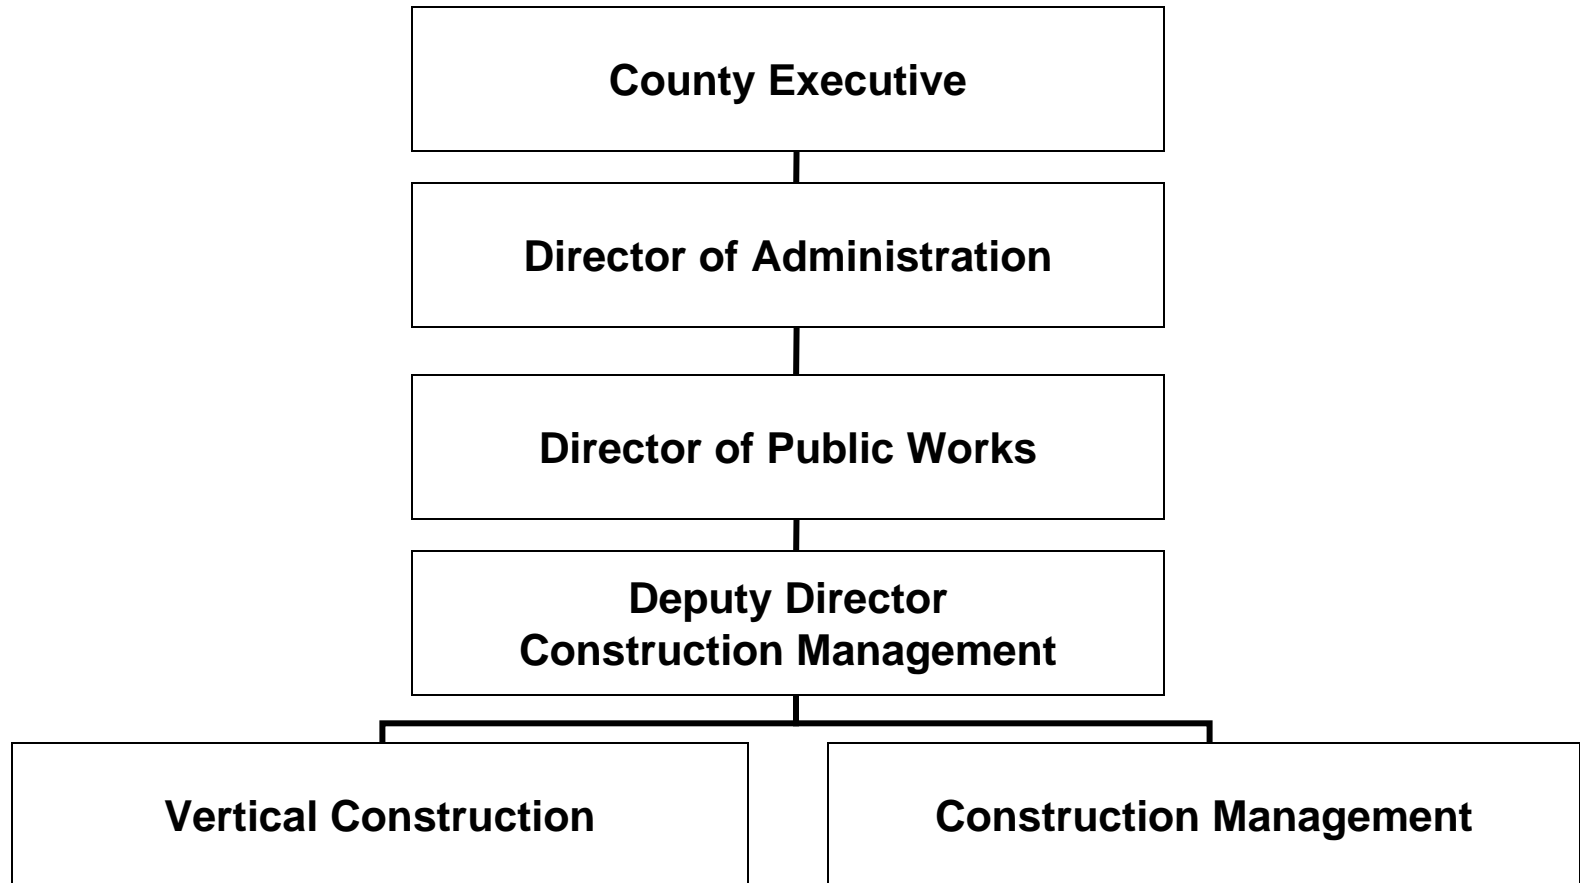 County Executive
Director of Administration
Director of Public Works
Deputy Director
Construction Management
Vertical Construction
Construction Management